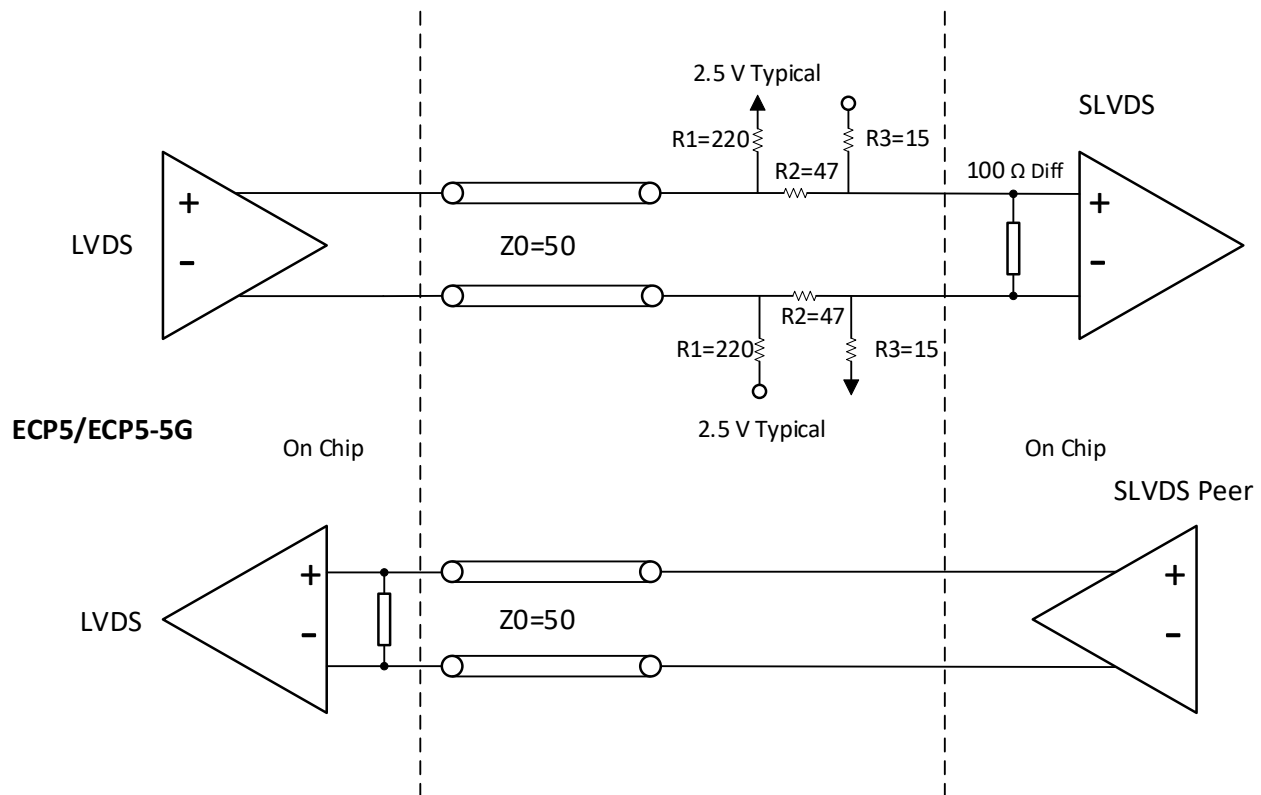 2.5 V Typical
SLVDS
R1=220
R3=15
R2=47
100 Ω Diff
+
+
LVDS
Z0=50
-
-
R2=47
R1=220
R3=15
ECP5/ECP5-5G
2.5 V Typical
On Chip
On Chip
SLVDS Peer
+
+
LVDS
Z0=50
-
-